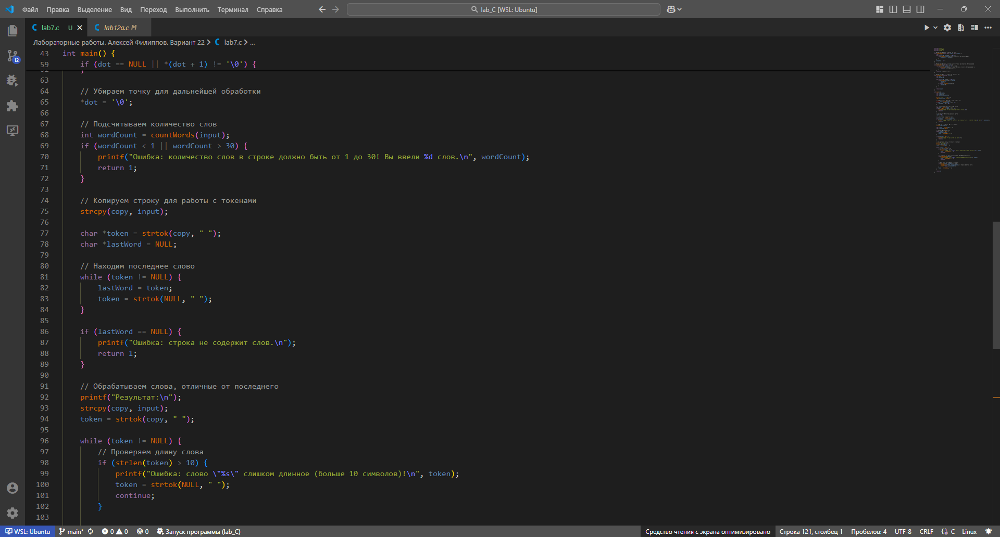 Файл Правка Выделение Вид Переход Выполнить Терминал Справка
lab_C [WSL: Ubuntu]
lab7.c U
lab12a.c M
Лабораторные работы. Алексей Филиппов. Вариант 22 > lab7.c > ...
12
43 int main() {
59 if (dot == NULL || *(dot + 1) != '\0') {
62 }
63
64 // Убираем точку для дальнейшей обработки
65 *dot = '\0';
66
67 // Подсчитываем количество слов
68 int wordCount = countWords(input);
69 if (wordCount < 1 || wordCount > 30) {
70 printf("Ошибка: количество слов в строке должно быть от 1 до 30! Вы ввели %d слов.\n", wordCount);
71 return 1;
72 }
73
74 // Копируем строку для работы с токенами
75 strcpy(copy, input);
76
77 char *token = strtok(copy, " ");
78 char *lastWord = NULL;
79
80 // Находим последнее слово
81 while (token != NULL) {
82 lastWord = token;
83 token = strtok(NULL, " ");
84 }
85
86 if (lastWord == NULL) {
87 printf("Ошибка: строка не содержит слов.\n");
88 return 1;
89 }
90
91 // Обрабатываем слова, отличные от последнего
92 printf("Результат:\n");
93 strcpy(copy, input);
94 token = strtok(copy, " ");
95
96 while (token != NULL) {
97 // Проверяем длину слова
98 if (strlen(token) > 10) {
99 printf("Ошибка: слово \"%s\" слишком длинное (больше 10 символов)!\n", token);
100 token = strtok(NULL, " ");
101 continue;
102 }
103
WSL: Ubuntu main* 0 0 0 Запуск программы (lab_C) Средство чтения с экрана оптимизировано Строка 121, столбец 1 Пробелов: 4 UTF-8 CRLF {} C Linux